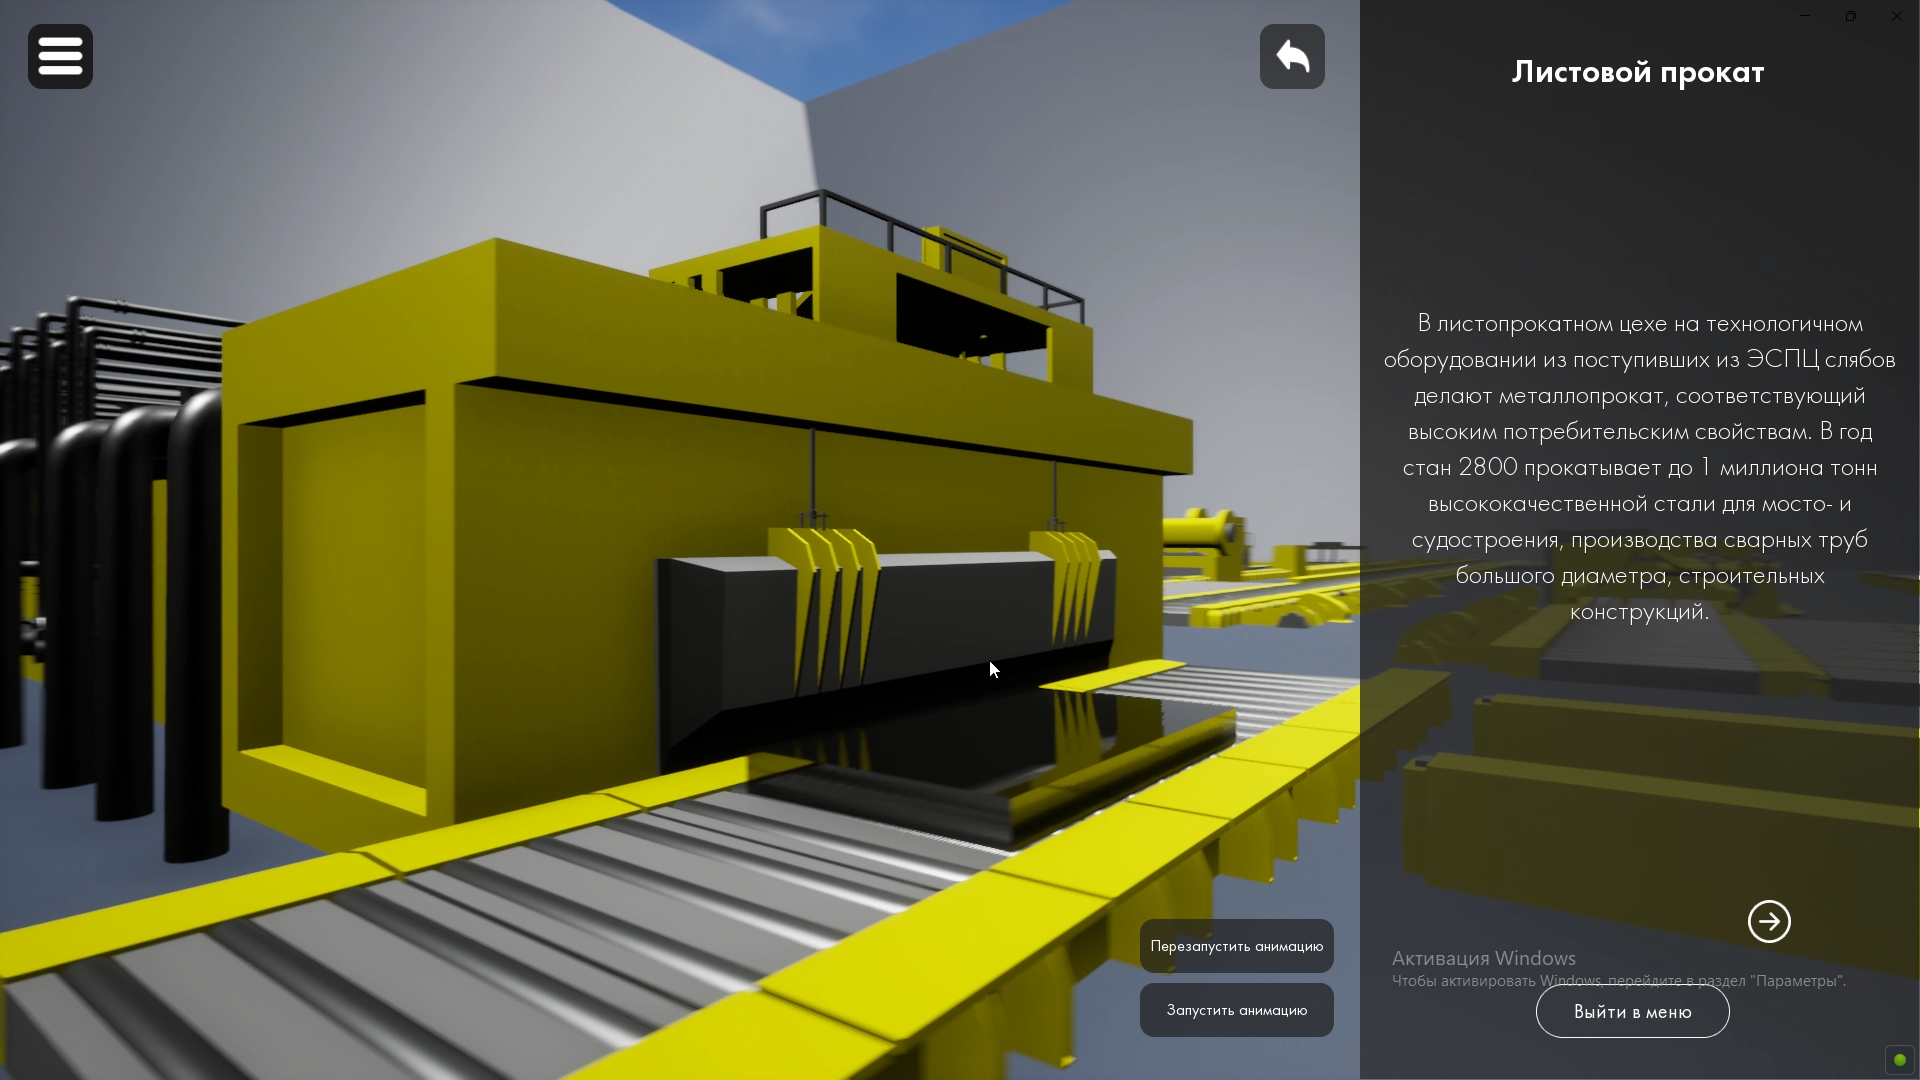 Листовой прокат
В листопрокатном цехе на технологичном
оборудовании из поступивших из ЭСПЦ слябов
делают металлопрокат, соответствующий
высоким потребительским свойствам. В год
стан 2800 прокатывает до 1 миллиона тонн
высококачественной стали для мосто- и
судостроения, производства сварных труб
большого диаметра, строительных
конструкций.
Перезапустить анимацию
Запустить анимацию
Активация Windows
Чтобы активировать Windows, перейдите в раздел "Параметры".
Выйти в меню